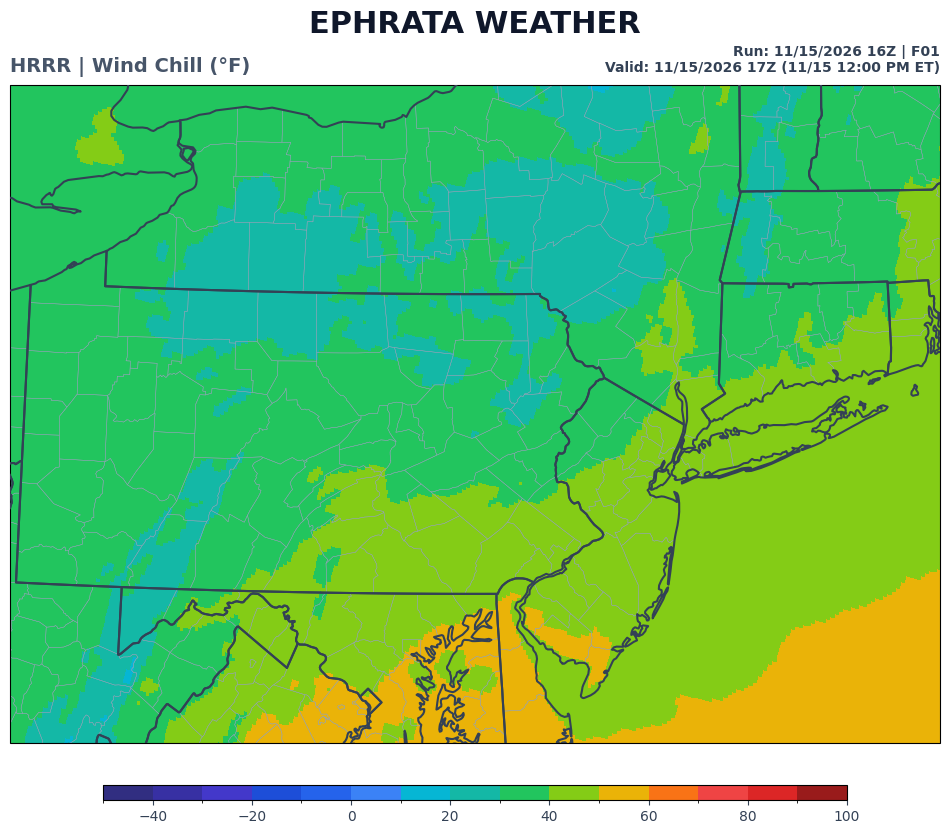 EPHRATA WEATHER
HRRR | Wind Chill (°F)
Run: 11/15/2026 16Z | F01
Valid: 11/15/2026 17Z (11/15 12:00 PM ET)
−40 −20 0 20 40 60 80 100